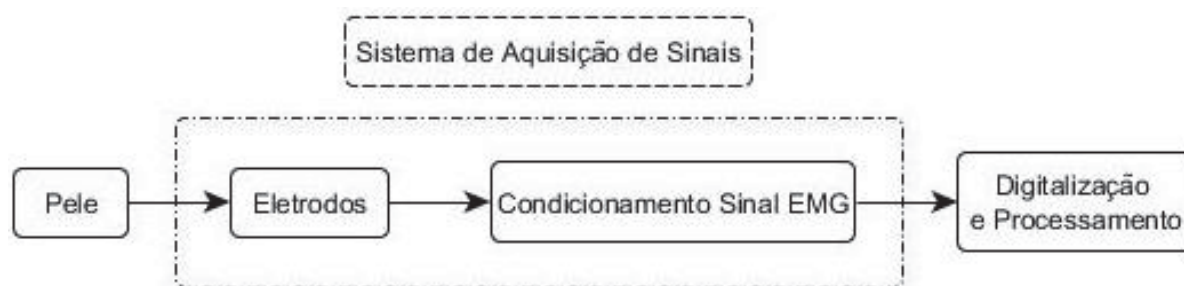 Sistema de Aquisição de Sinais
Pele
Eletrodos
Condicionamento Sinal EMG
Digitalização
e Processamento